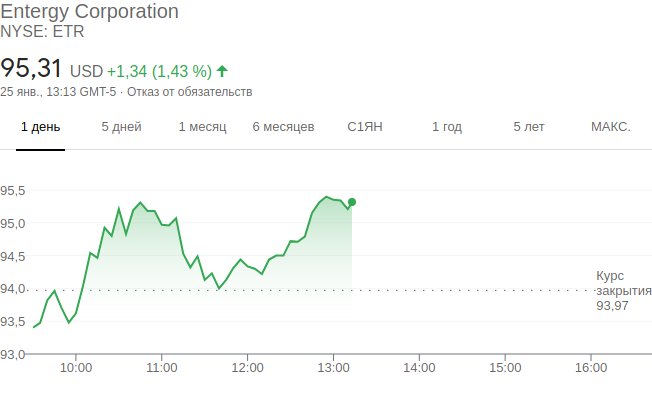 Entergy Corporation
NYSE: ETR
95,31 USD +1,34 (1,43 %)
25 янв., 13:13 GMT-5 · Отказ от обязательств
1 день 5 дней 1 месяц 6 месяцев С1ЯН 1 год 5 лет МАКС.
95,5
95,0
94,5
94,0
93,5
93,0
Курс
закрытия
93,97
10:00 11:00 12:00 13:00 14:00 15:00 16:00